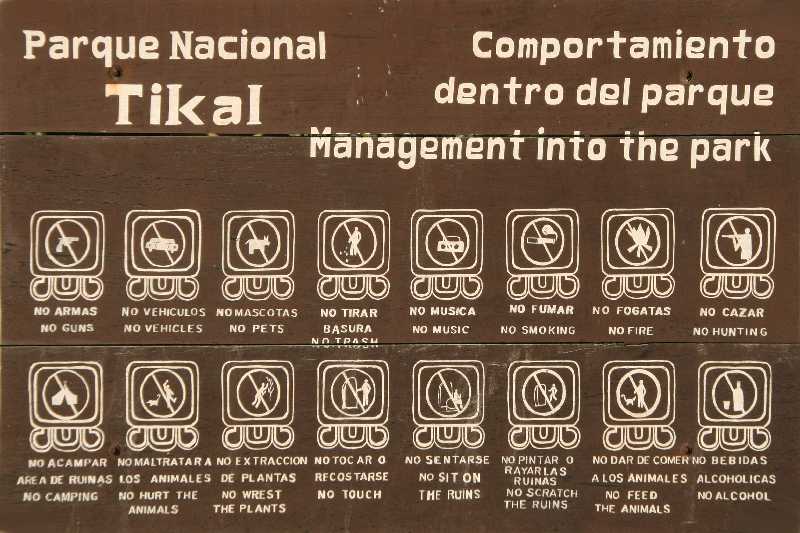 Parque Nacional
Tikal
Comportamiento
dentro del parque
Management into the park
NO ARMAS
NO GUNS
NO VEHICULOS
NO VEHICLES
NO MASCOTAS
NO PETS
NO TIRAR
BASURA
NO TRASH
NO MUSICA
NO MUSIC
NO FUMAR
NO SMOKING
NO FOGATAS
NO FIRE
NO CAZAR
NO HUNTING
NO ACAMPAR
AREA DE RUINAS
NO CAMPING
NO MALTRATAR A
LOS ANIMALES
NO HURT THE
ANIMALS
NO EXTRACCION
DE PLANTAS
NO WREST
THE PLANTS
NO TOCAR O
RECOSTARSE
NO TOUCH
NO SENTARSE
NO SIT ON
THE RUINS
NO PINTAR O
RAYAR LAS
RUINAS
NO SCRATCH
THE RUINS
NO DAR DE COMER
A LOS ANIMALES
NO FEED
THE ANIMALS
NO BEBIDAS
ALCOHOLICAS
NO ALCOHOL